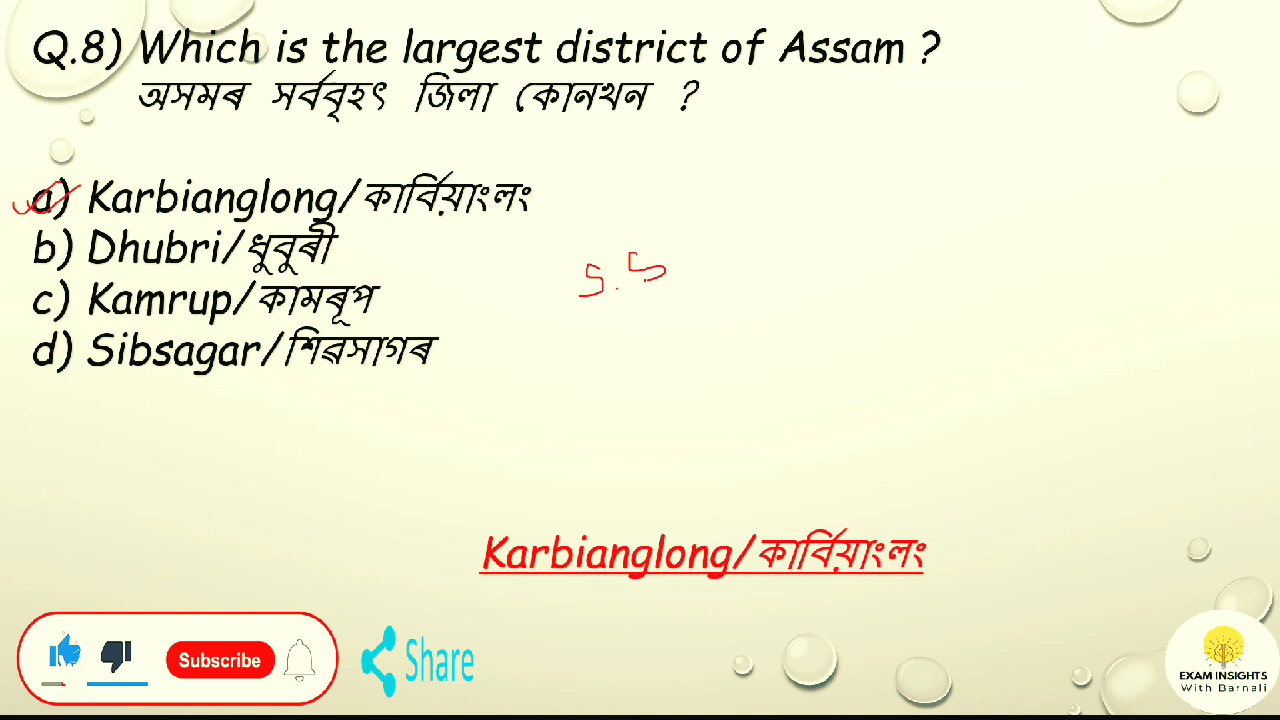 Q.8) Which is the largest district of Assam ?
অসমৰ সৰ্ববৃহৎ জিলা কোনখন ?
a) Karbianglong/কাৰ্বিয়াংলং
b) Dhubri/ধুবুৰী
c) Kamrup/কামৰূপ
d) Sibsagar/শিৱসাগৰ
S.S
Karbianglong/কাৰ্বিয়াংলং
Subscribe
Share
EXAM INSIGHTS
With Barnali